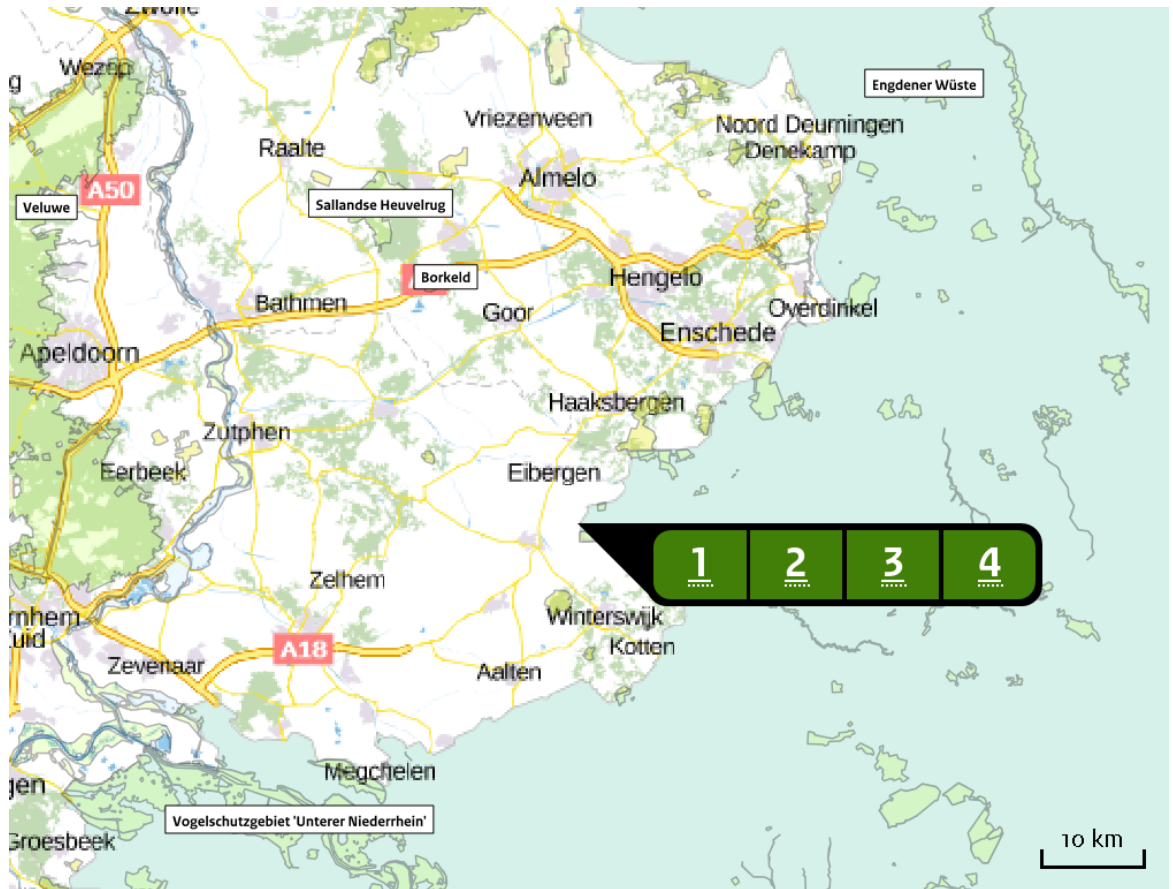 Zwolle
Wezep
Engdener Wüste
Vriezenveen
Noord Deurningen
Denekamp
Raalte
Almelo
A50
Veluwe
Sallandse Heuvelrug
Borkeld
Hengelo
Bathmen
Goor
Overdinkel
Enschede
Apeldoorn
Haaksbergen
Zutphen
Eerbeek
Eibergen
1 2 3 4
Zelhem
Winterswijk
rnhem
Kotten
A18
Zevenaar
Aalten
Megchelen
gen
Vogelschutzgebiet 'Unterer Niederrhein'
Groesbeek
10 km